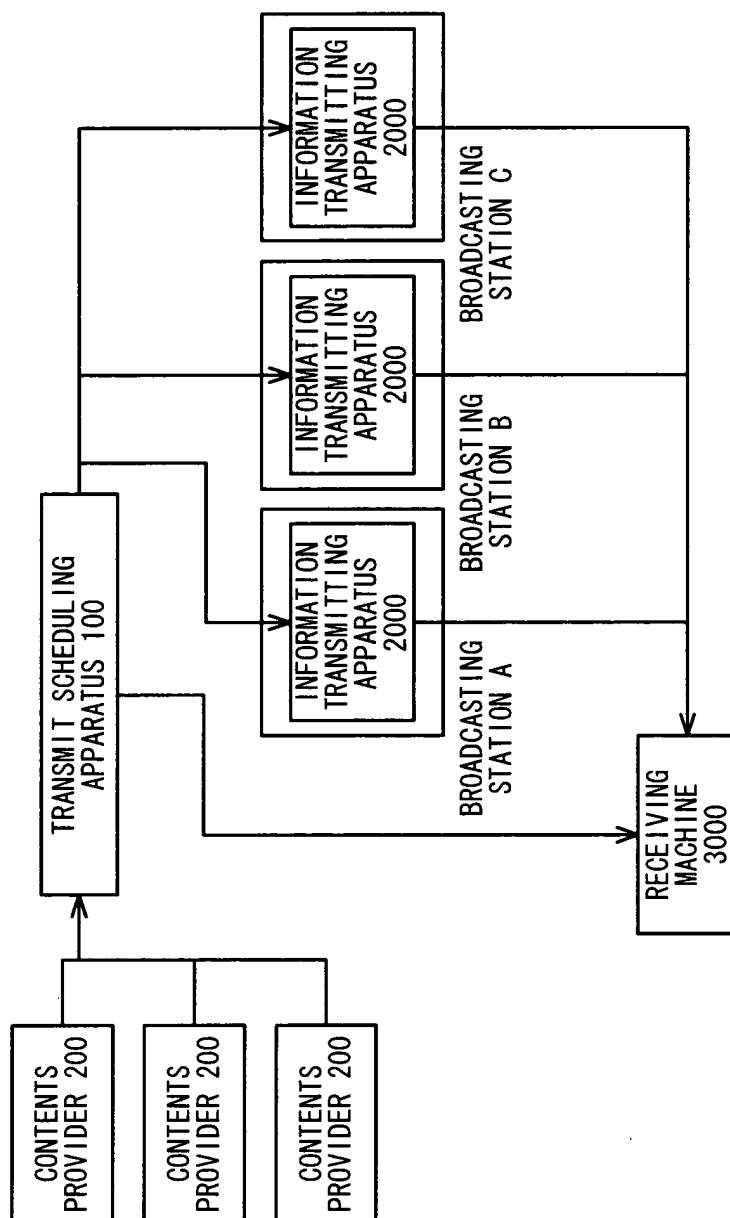 CONTENTS
PROVIDER 200
CONTENTS
PROVIDER 200
CONTENTS
PROVIDER 200
TRANSMIT SCHEDULING
APPARATUS 100
INFORMATION
TRANSMITTING
APPARATUS
2000
BROADCASTING
STATION A
INFORMATION
TRANSMITTING
APPARATUS
2000
BROADCASTING
STATION B
INFORMATION
TRANSMITTING
APPARATUS
2000
BROADCASTING
STATION C
RECEIVING
MACHINE
3000